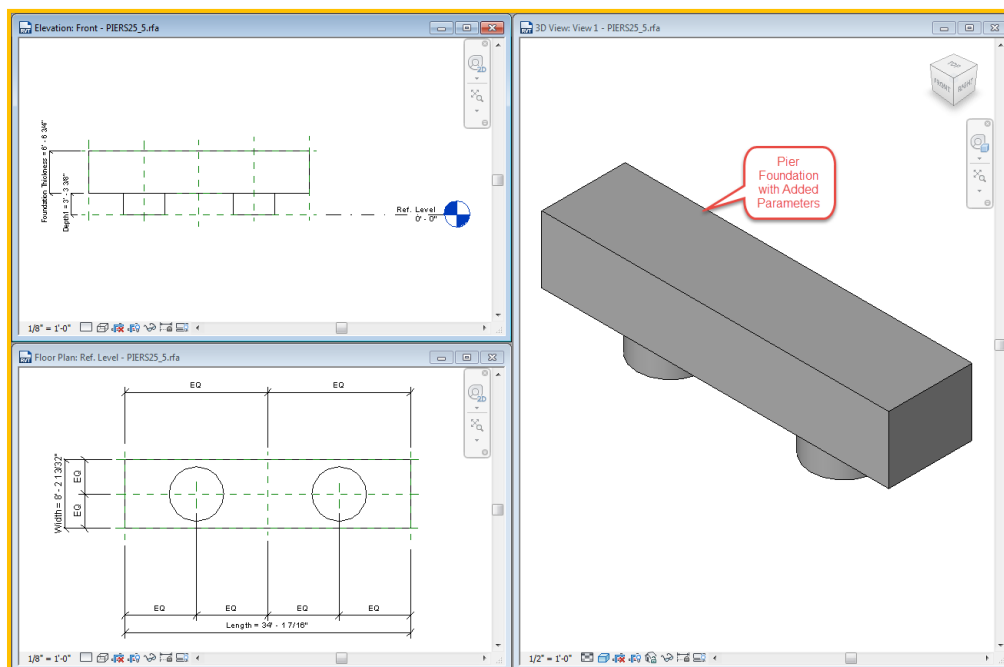 Elevation: Front - PIERS25_5.rfa
2D
Foundation Thickness = 6' - 6 3/4"
Depth1 = 3' - 3 3/8"
Ref. Level
0' - 0"
1/8" = 1'-0"
Floor Plan: Ref. Level - PIERS25_5.rfa
2D
EQ
EQ
Wildth = 8' - 2 13/32"
EQ
EQ
EQ
EQ
EQ
EQ
Length = 34' - 1 7/16"
1/8" = 1'-0"
3D View: View 1 - PIERS25_5.rfa
TOP
FRONT
RIGHT
Pier
Foundation
with Added
Parameters
1/2" = 1'-0"